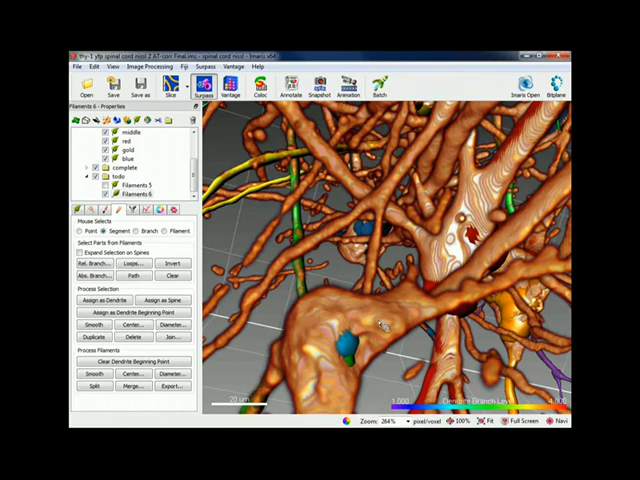 thy-1 yfp spinal cord nissl 2 AT-corr Final.ims - spinal cord nissl - Imaris x64
File Edit View Image Processing Fiji Surpass Vantage Help
Open Save Save as Slice Surpass Vantage Coloc Annotate Snapshot Animation Batch Imaris Open Bitplane
Filaments 6 - Properties
middle
red
gold
blue
complete
todo
Filaments 5
Filaments 6
Mouse Selects
Point Segment Branch Filament
Select Parts from Filaments
Expand Selection on Spines
Rel. Branch... Loops... Invert
Abs. Branch... Path Clear
Process Selection
Assign as Dendrite Assign as Spine
Assign as Dendrite Beginning Point
Smooth Center... Diameter...
Duplicate Delete Join...
Process Filaments
Clear Dendrite Beginning Point
Smooth Center... Diameter...
Split Merge... Export...
20 µm
Dendrite Branch Level
1.000 4.000
Zoom: 264% pixel/voxel 100% Fit Full Screen Navi